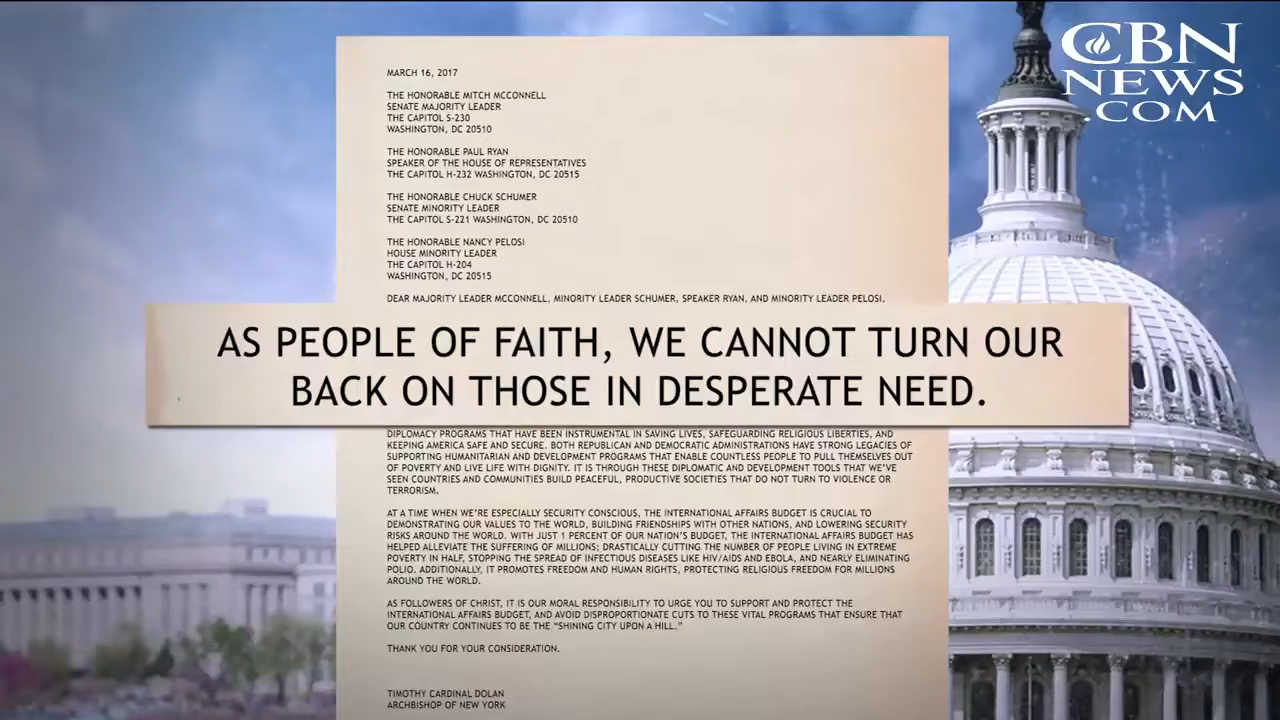 CBN
NEWS
.COM
MARCH 16, 2017
THE HONORABLE MITCH MCCONNELL
SENATE MAJORITY LEADER
THE CAPITOL S-230
WASHINGTON, DC 20510
THE HONORABLE PAUL RYAN
SPEAKER OF THE HOUSE OF REPRESENTATIVES
THE CAPITOL H-232 WASHINGTON, DC 20515
THE HONORABLE CHUCK SCHUMER
SENATE MINORITY LEADER
THE CAPITOL S-221 WASHINGTON, DC 20510
THE HONORABLE NANCY PELOSI
HOUSE MINORITY LEADER
THE CAPITOL H-204
WASHINGTON, DC 20515
DEAR MAJORITY LEADER MCCONNELL, MINORITY LEADER SCHUMER, SPEAKER RYAN, AND MINORITY LEADER PELOSI,
AS PEOPLE OF FAITH, WE CANNOT TURN OUR
BACK ON THOSE IN DESPERATE NEED.
DIPLOMACY PROGRAMS THAT HAVE BEEN INSTRUMENTAL IN SAVING LIVES, SAFEGUARDING RELIGIOUS LIBERTIES, AND
KEEPING AMERICA SAFE AND SECURE. BOTH REPUBLICAN AND DEMOCRATIC ADMINISTRATIONS HAVE STRONG LEGACIES OF
SUPPORTING HUMANITARIAN AND DEVELOPMENT PROGRAMS THAT ENABLE COUNTLESS PEOPLE TO PULL THEMSELVES OUT
OF POVERTY AND LIVE LIFE WITH DIGNITY. IT IS THROUGH THESE DIPLOMATIC AND DEVELOPMENT TOOLS THAT WE'VE
SEEN COUNTRIES AND COMMUNITIES BUILD PEACEFUL, PRODUCTIVE SOCIETIES THAT DO NOT TURN TO VIOLENCE OR
TERRORISM.
AT A TIME WHEN WE'RE ESPECIALLY SECURITY CONSCIOUS, THE INTERNATIONAL AFFAIRS BUDGET IS CRUCIAL TO
DEMONSTRATING OUR VALUES TO THE WORLD, BUILDING FRIENDSHIPS WITH OTHER NATIONS, AND LOWERING SECURITY
RISKS AROUND THE WORLD. WITH JUST 1 PERCENT OF OUR NATION'S BUDGET, THE INTERNATIONAL AFFAIRS BUDGET HAS
HELPED ALLEVIATE THE SUFFERING OF MILLIONS; DRASTICALLY CUTTING THE NUMBER OF PEOPLE LIVING IN EXTREME
POVERTY IN HALF, STOPPING THE SPREAD OF INFECTIOUS DISEASES LIKE HIV/AIDS AND EBOLA, AND NEARLY ELIMINATING
POLIO. ADDITIONALLY, IT PROMOTES FREEDOM AND HUMAN RIGHTS, PROTECTING RELIGIOUS FREEDOM FOR MILLIONS
AROUND THE WORLD.
AS FOLLOWERS OF CHRIST, IT IS OUR MORAL RESPONSIBILITY TO URGE YOU TO SUPPORT AND PROTECT THE
INTERNATIONAL AFFAIRS BUDGET, AND AVOID DISPROPORTIONATE CUTS TO THESE VITAL PROGRAMS THAT ENSURE THAT
OUR COUNTRY CONTINUES TO BE THE "SHINING CITY UPON A HILL."
THANK YOU FOR YOUR CONSIDERATION.
TIMOTHY CARDINAL DOLAN
ARCHBISHOP OF NEW YORK